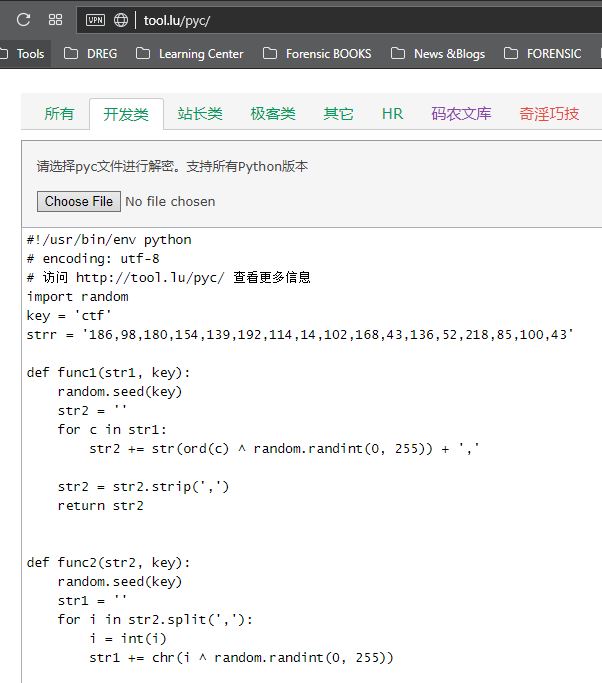 VPN tool.lu/pyc/
Tools DREG Learning Center Forensic BOOKS News &Blogs FORENSIC
所有 开发类 站长类 极客类 其它 HR 码农文库 奇淫巧技
请选择pyc文件进行解密。支持所有Python版本
Choose File No file chosen
#!/usr/bin/env python
# encoding: utf-8
# 访问 http://tool.lu/pyc/ 查看更多信息
import random
key = 'ctf'
strr = '186,98,180,154,139,192,114,14,102,168,43,136,52,218,85,100,43'
def func1(str1, key):
    random.seed(key)
    str2 = ''
    for c in str1:
        str2 += str(ord(c) ^ random.randint(0, 255)) + ','
    str2 = str2.strip(',')
    return str2
def func2(str2, key):
    random.seed(key)
    str1 = ''
    for i in str2.split(','):
        i = int(i)
        str1 += chr(i ^ random.randint(0, 255))